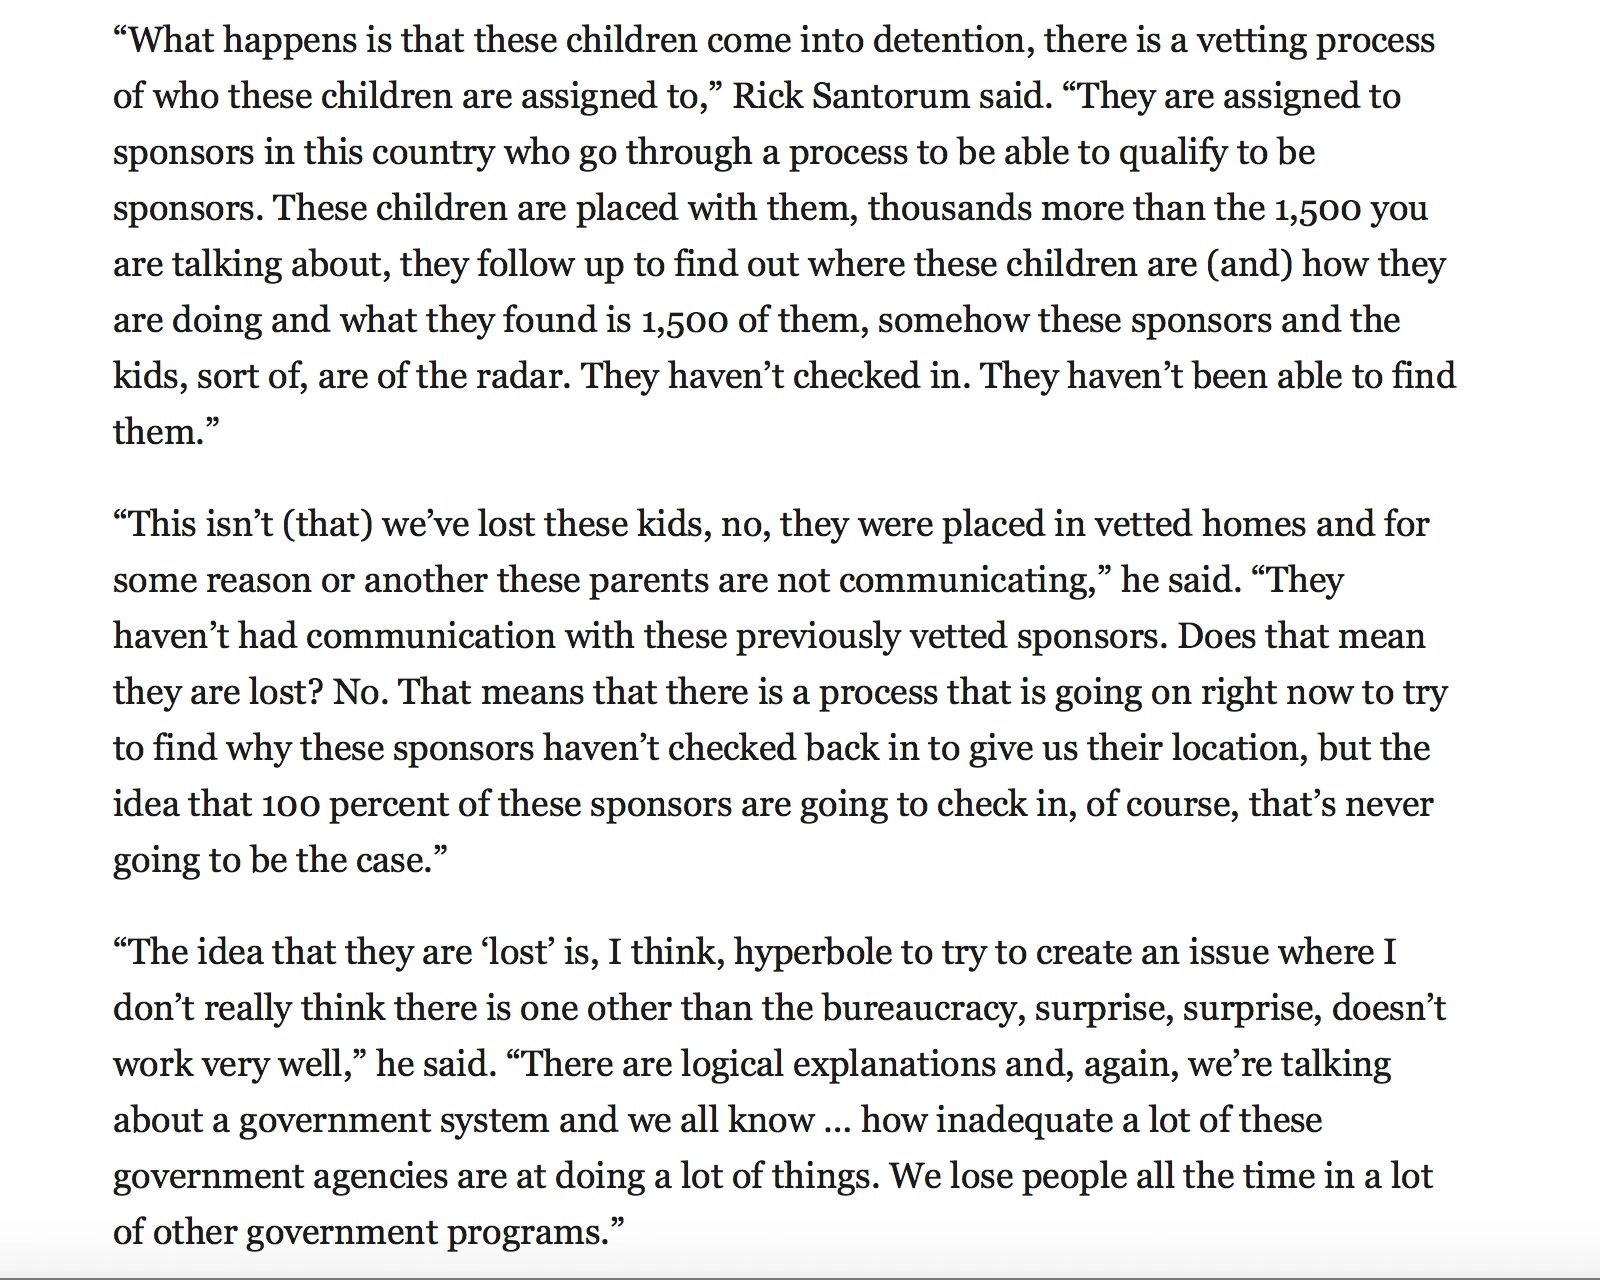 “What happens is that these children come into detention, there is a vetting process
of who these children are assigned to,” Rick Santorum said. “They are assigned to
sponsors in this country who go through a process to be able to qualify to be
sponsors. These children are placed with them, thousands more than the 1,500 you
are talking about, they follow up to find out where these children are (and) how they
are doing and what they found is 1,500 of them, somehow these sponsors and the
kids, sort of, are of the radar. They haven’t checked in. They haven’t been able to find
them.”
“This isn’t (that) we’ve lost these kids, no, they were placed in vetted homes and for
some reason or another these parents are not communicating,” he said. “They
haven’t had communication with these previously vetted sponsors. Does that mean
they are lost? No. That means that there is a process that is going on right now to try
to find why these sponsors haven’t checked back in to give us their location, but the
idea that 100 percent of these sponsors are going to check in, of course, that’s never
going to be the case.”
“The idea that they are ‘lost’ is, I think, hyperbole to try to create an issue where I
don’t really think there is one other than the bureaucracy, surprise, surprise, doesn’t
work very well,” he said. “There are logical explanations and, again, we’re talking
about a government system and we all know ... how inadequate a lot of these
government agencies are at doing a lot of things. We lose people all the time in a lot
of other government programs.”